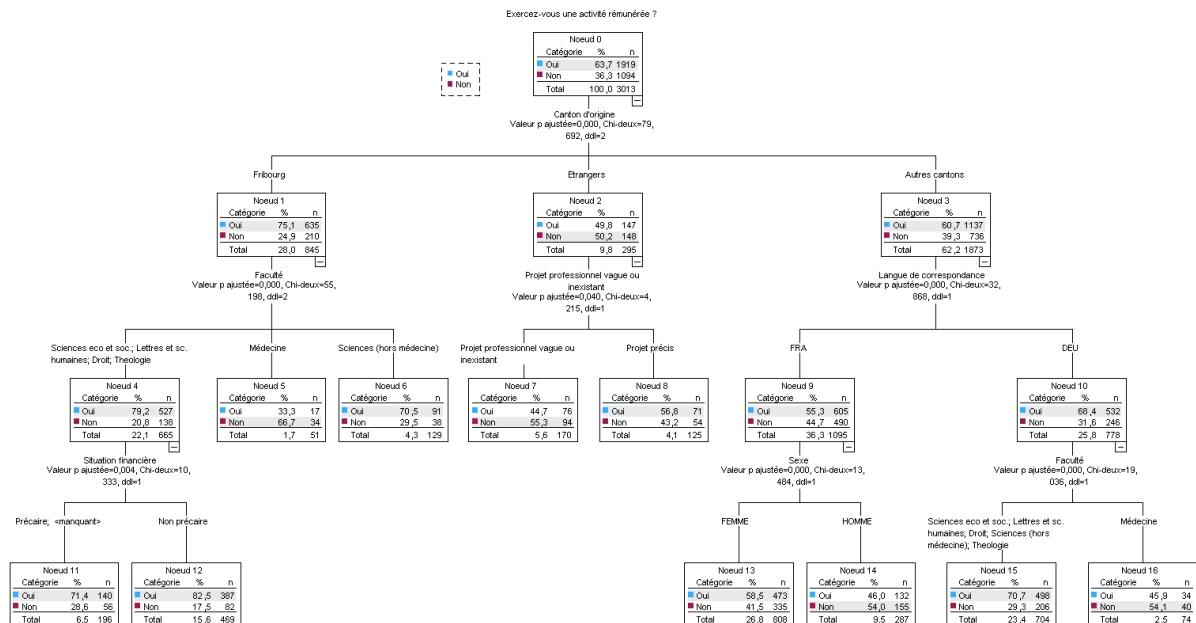 Exercez-vous une activité rémunérée ?
Oui
Non
Noeud 0
Catégorie % n
Oui 63,7 1919
Non 36,3 1094
Total 100,0 3013
Canton d'origine
Valeur p ajustée=0,000, Chi-deux=79,
692, ddl=2
Fribourg
Etrangers
Autres cantons
Noeud 1
Catégorie % n
Oui 75,1 635
Non 24,9 210
Total 28,0 845
Noeud 2
Catégorie % n
Oui 49,8 147
Non 50,2 148
Total 9,8 295
Noeud 3
Catégorie % n
Oui 60,7 1137
Non 39,3 736
Total 62,2 1873
Faculté
Valeur p ajustée=0,000, Chi-deux=55,
198, ddl=2
Projet professionnel vague ou
inexistant
Valeur p ajustée=0,040, Chi-deux=4,
215, ddl=1
Langue de correspondance
Valeur p ajustée=0,000, Chi-deux=32,
868, ddl=1
Sciences eco et soc.; Lettres et sc.
humaines; Droit; Theologie
Médecine
Sciences (hors médecine)
Projet professionnel vague ou
inexistant
Projet précis
FRA
DEU
Noeud 4
Catégorie % n
Oui 79,2 527
Non 20,8 138
Total 22,1 665
Noeud 5
Catégorie % n
Oui 33,3 17
Non 66,7 34
Total 1,7 51
Noeud 6
Catégorie % n
Oui 70,5 91
Non 29,5 38
Total 4,3 129
Noeud 7
Catégorie % n
Oui 44,7 76
Non 55,3 94
Total 5,6 170
Noeud 8
Catégorie % n
Oui 56,8 71
Non 43,2 54
Total 4,1 125
Noeud 9
Catégorie % n
Oui 55,3 605
Non 44,7 490
Total 36,3 1095
Noeud 10
Catégorie % n
Oui 68,4 532
Non 31,6 246
Total 25,8 778
Situation financière
Valeur p ajustée=0,004, Chi-deux=10,
333, ddl=1
Sexe
Valeur p ajustée=0,000, Chi-deux=13,
484, ddl=1
Faculté
Valeur p ajustée=0,000, Chi-deux=19,
036, ddl=1
Précaire; <manquant>
Non précaire
FEMME
HOMME
Sciences eco et soc.; Lettres et sc.
humaines; Droit; Sciences (hors
médecine); Theologie
Médecine
Noeud 11
Catégorie % n
Oui 71,4 140
Non 28,6 56
Total 6,5 196
Noeud 12
Catégorie % n
Oui 82,5 387
Non 17,5 82
Total 15,6 469
Noeud 13
Catégorie % n
Oui 58,5 473
Non 41,5 335
Total 26,8 808
Noeud 14
Catégorie % n
Oui 46,0 132
Non 54,0 155
Total 9,5 287
Noeud 15
Catégorie % n
Oui 70,7 498
Non 29,3 206
Total 23,4 704
Noeud 16
Catégorie % n
Oui 45,9 34
Non 54,1 40
Total 2,5 74